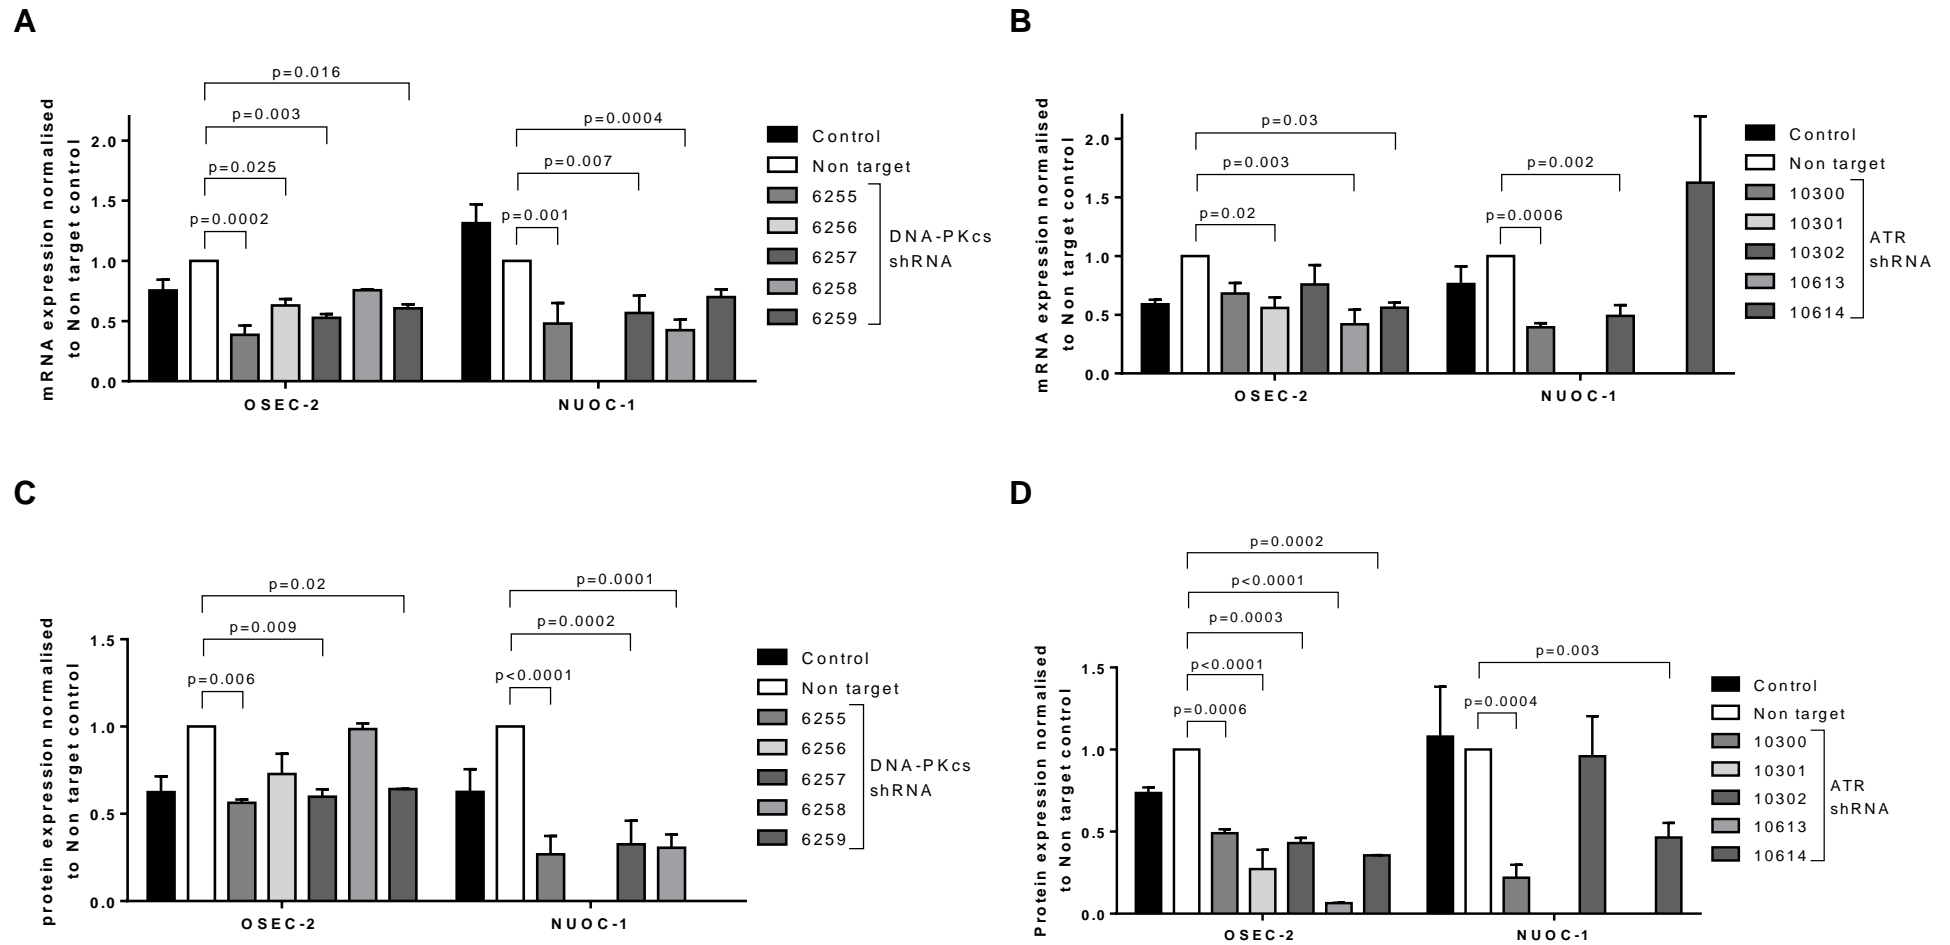 A
mRNA expression normalised
to Non target control
2.0
1.5
1.0
0.5
0.0
p=0.016
p=0.003
p=0.025
p=0.0002
p=0.0004
p=0.007
p=0.001
OSEC-2
NUOC-1
Control
Non target
6255
6256
6257
6258
6259
DNA-PKcs
shRNA
B
mRNA expression normalised
to Non target control
2.0
1.5
1.0
0.5
0.0
p=0.03
p=0.003
p=0.02
p=0.002
p=0.0006
OSEC-2
NUOC-1
Control
Non target
10300
10301
10302
10613
10614
ATR
shRNA
C
protein expression normalised
to Non target control
1.5
1.0
0.5
0.0
p=0.02
p=0.009
p=0.006
p=0.0001
p=0.0002
p<0.0001
OSEC-2
NUOC-1
Control
Non target
6255
6256
6257
6258
6259
DNA-PKcs
shRNA
D
Protein expression normalised
to Non target control
1.5
1.0
0.5
0.0
p=0.0002
p<0.0001
p=0.0003
p<0.0001
p=0.0006
p=0.003
p=0.0004
OSEC-2
NUOC-1
Control
Non target
10300
10301
10302
10613
10614
ATR
shRNA